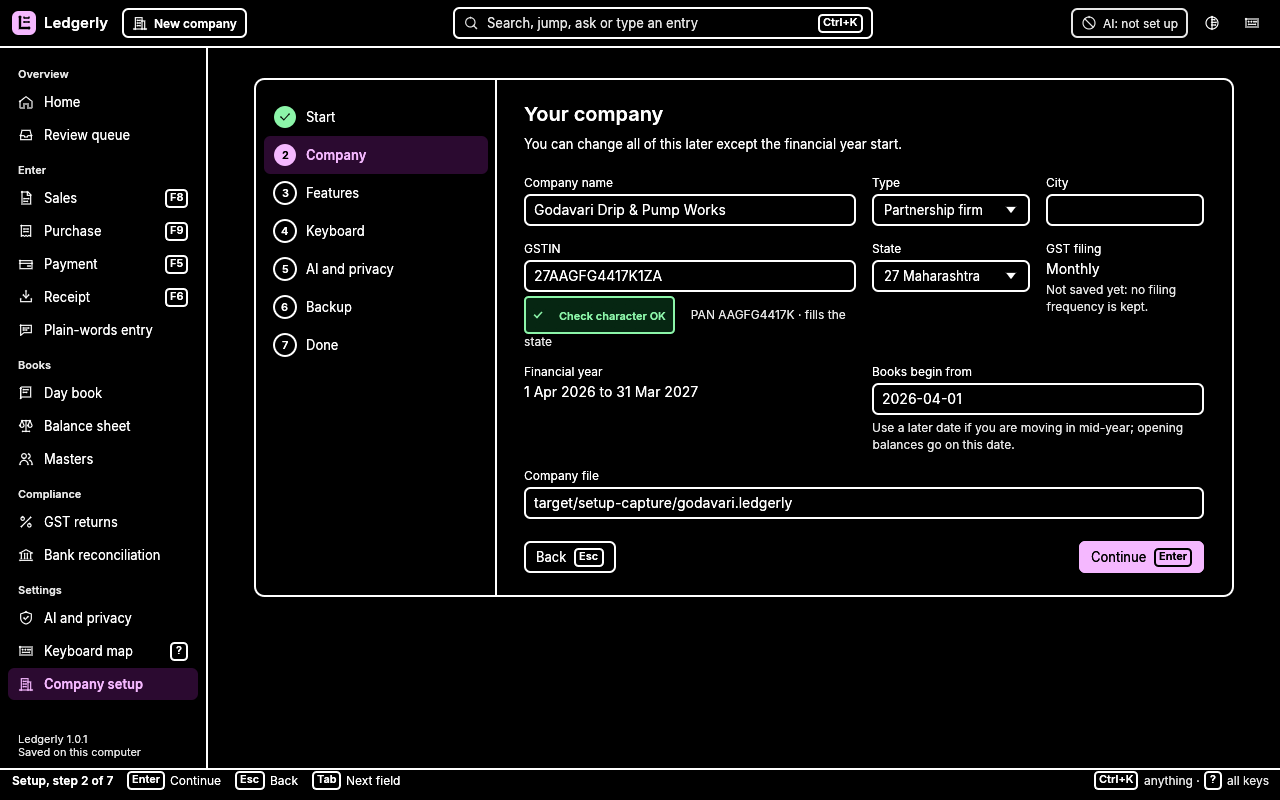 Ledgerly
New company
Search, jump, ask or type an entry
Ctrl+K
AI: not set up
Overview
Home
Review queue
Enter
Sales F8
Purchase F9
Payment F5
Receipt F6
Plain-words entry
Books
Day book
Balance sheet
Masters
Compliance
GST returns
Bank reconciliation
Settings
AI and privacy
Keyboard map ?
Company setup
Ledgerly 1.0.1
Saved on this computer
Start
2 Company
3 Features
4 Keyboard
5 AI and privacy
6 Backup
7 Done
Your company
You can change all of this later except the financial year start.
Company name
Godavari Drip & Pump Works
Type
Partnership firm
City
GSTIN
27AAGFG4417K1ZA
Check character OK PAN AAGFG4417K · fills the
state
State
27 Maharashtra
GST filing
Monthly
Not saved yet: no filing
frequency is kept.
Financial year
1 Apr 2026 to 31 Mar 2027
Books begin from
2026-04-01
Use a later date if you are moving in mid-year; opening
balances go on this date.
Company file
target/setup-capture/godavari.ledgerly
Back Esc
Continue Enter
Setup, step 2 of 7 Enter Continue Esc Back Tab Next field
Ctrl+K anything · ? all keys